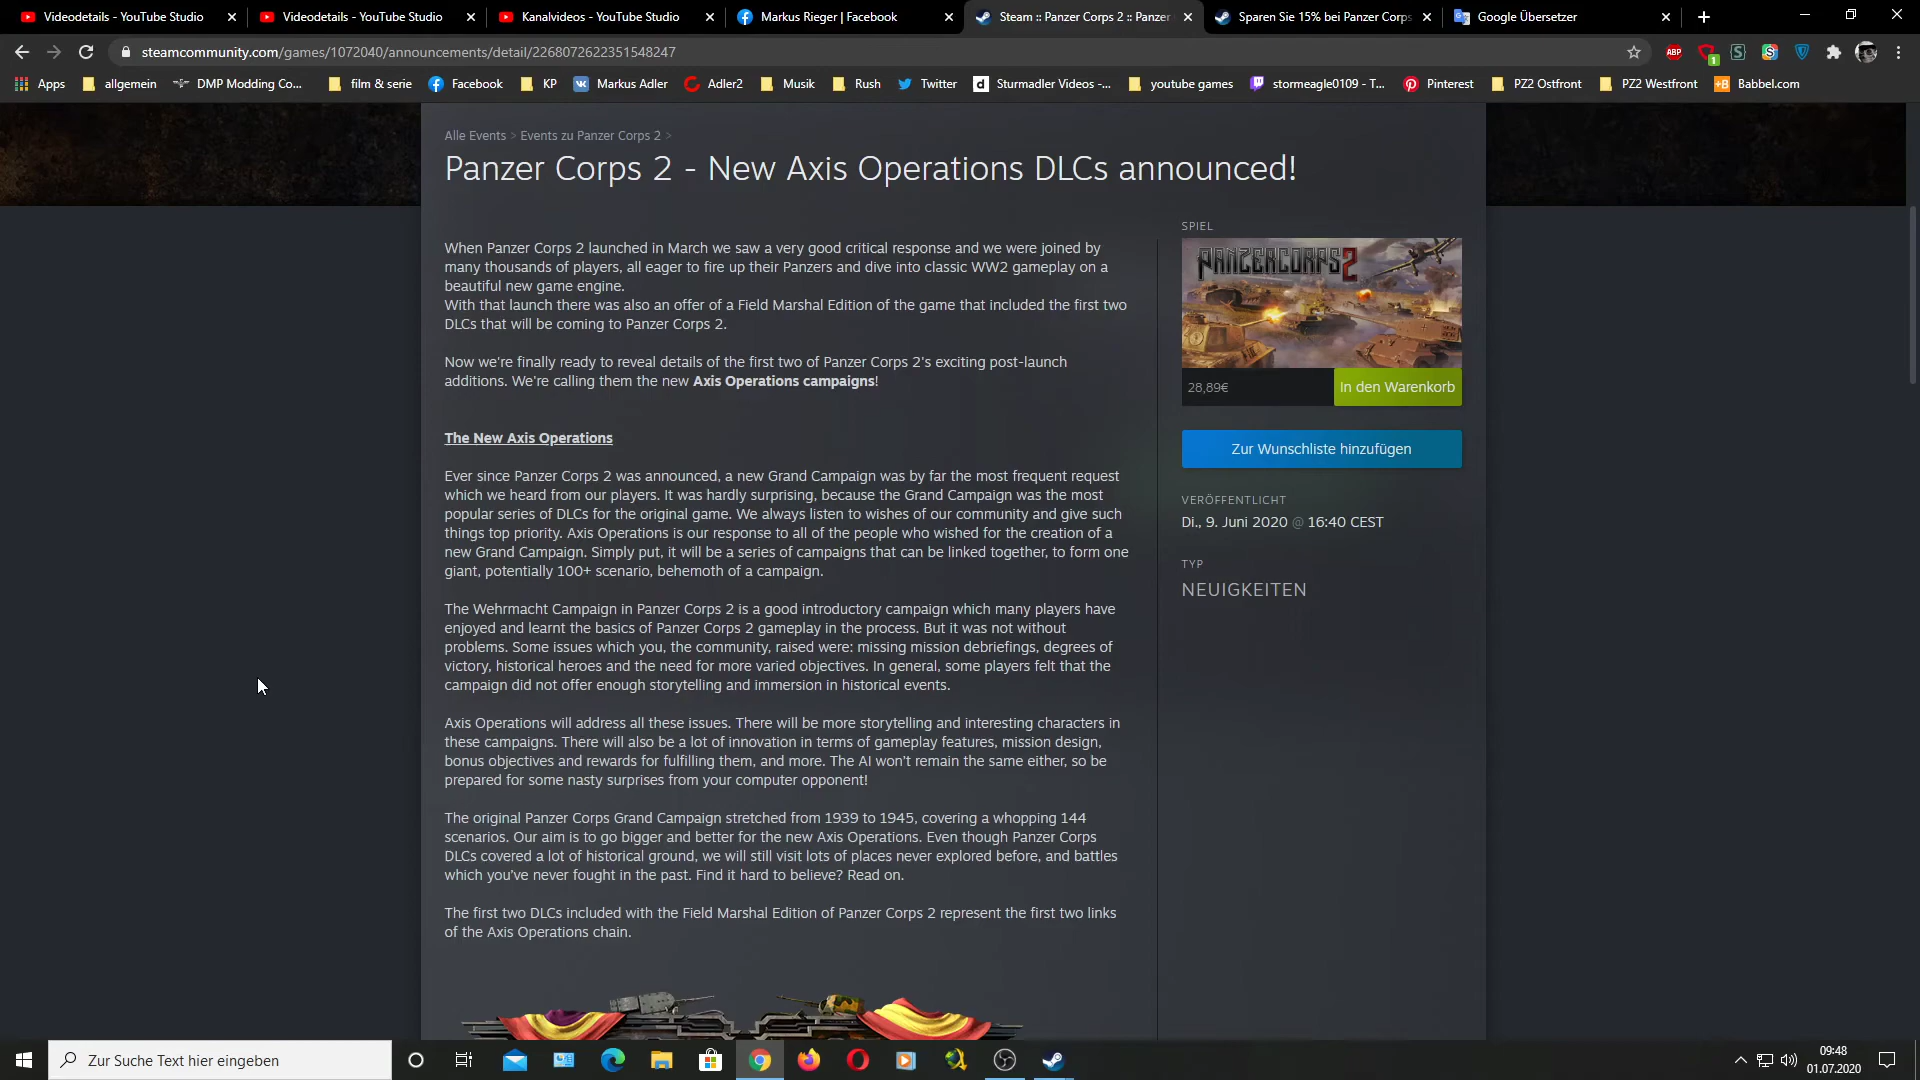 Videodetails - YouTube Studio
Videodetails - YouTube Studio
Kanalvideos - YouTube Studio
Markus Rieger | Facebook
Steam :: Panzer Corps 2 :: Panzer
Sparen Sie 15% bei Panzer Corps
Google Übersetzer
steamcommunity.com/games/1072040/announcements/detail/2268072622351548247
ABP
1
Apps
allgemein
DMP Modding Co...
film & serie
Facebook
KP
Markus Adler
Adler2
Musik
Rush
Twitter
Sturmadler Videos -...
youtube games
stormeagle0109 - T...
Pinterest
PZ2 Ostfront
PZ2 Westfront
Babbel.com
Alle Events > Events zu Panzer Corps 2 >
Panzer Corps 2 - New Axis Operations DLCs announced!
When Panzer Corps 2 launched in March we saw a very good critical response and we were joined by
many thousands of players, all eager to fire up their Panzers and dive into classic WW2 gameplay on a
beautiful new game engine.
With that launch there was also an offer of a Field Marshal Edition of the game that included the first two
DLCs that will be coming to Panzer Corps 2.
Now we're finally ready to reveal details of the first two of Panzer Corps 2's exciting post-launch
additions. We're calling them the new Axis Operations campaigns!
The New Axis Operations
Ever since Panzer Corps 2 was announced, a new Grand Campaign was by far the most frequent request
which we heard from our players. It was hardly surprising, because the Grand Campaign was the most
popular series of DLCs for the original game. We always listen to wishes of our community and give such
things top priority. Axis Operations is our response to all of the people who wished for the creation of a
new Grand Campaign. Simply put, it will be a series of campaigns that can be linked together, to form one
giant, potentially 100+ scenario, behemoth of a campaign.
The Wehrmacht Campaign in Panzer Corps 2 is a good introductory campaign which many players have
enjoyed and learnt the basics of Panzer Corps 2 gameplay in the process. But it was not without
problems. Some issues which you, the community, raised were: missing mission debriefings, degrees of
victory, historical heroes and the need for more varied objectives. In general, some players felt that the
campaign did not offer enough storytelling and immersion in historical events.
Axis Operations will address all these issues. There will be more storytelling and interesting characters in
these campaigns. There will also be a lot of innovation in terms of gameplay features, mission design,
bonus objectives and rewards for fulfilling them, and more. The AI won't remain the same either, so be
prepared for some nasty surprises from your computer opponent!
The original Panzer Corps Grand Campaign stretched from 1939 to 1945, covering a whopping 144
scenarios. Our aim is to go bigger and better for the new Axis Operations. Even though Panzer Corps
DLCs covered a lot of historical ground, we will still visit lots of places never explored before, and battles
which you've never fought in the past. Find it hard to believe? Read on.
The first two DLCs included with the Field Marshal Edition of Panzer Corps 2 represent the first two links
of the Axis Operations chain.
SPIEL
PANZERCORPS2
28,89€
In den Warenkorb
Zur Wunschliste hinzufügen
VERÖFFENTLICHT
Di., 9. Juni 2020 @ 16:40 CEST
TYP
NEUIGKEITEN
Zur Suche Text hier eingeben
09:48
01.07.2020